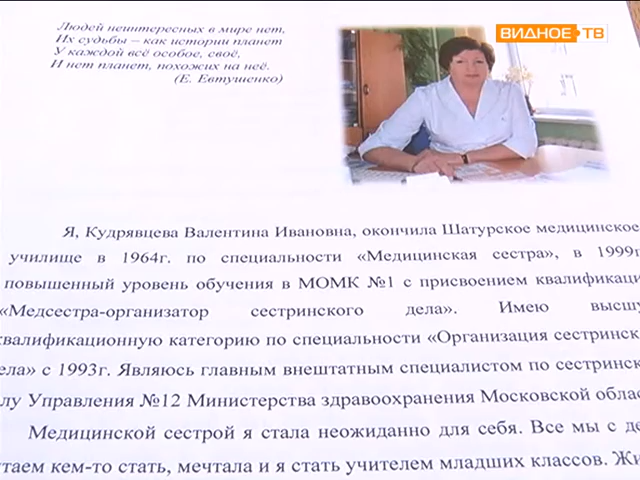 Людей неинтересных в мире нет,
Их судьбы – как истории планет
У каждой всё особое, своё,
И нет планет, похожих на неё.
(Е. Евтушенко)
ВИДНОЕ ТВ
Я, Кудрявцева Валентина Ивановна, окончила Шатурское медицинское
училище в 1964г. по специальности «Медицинская сестра», в 1999г
повышенный уровень обучения в МОМК №1 с присвоением квалификаци
«Медсестра-организатор сестринского дела». Имею высшу
квалификационную категорию по специальности «Организация сестринск
ела» с 1993г. Являюсь главным внештатным специалистом по сестринск
лу Управления №12 Министерства здравоохранения Московской облас
Медицинской сестрой я стала неожиданно для себя. Все мы с де
таем кем-то стать, мечтала и я стать учителем младших классов. Жи